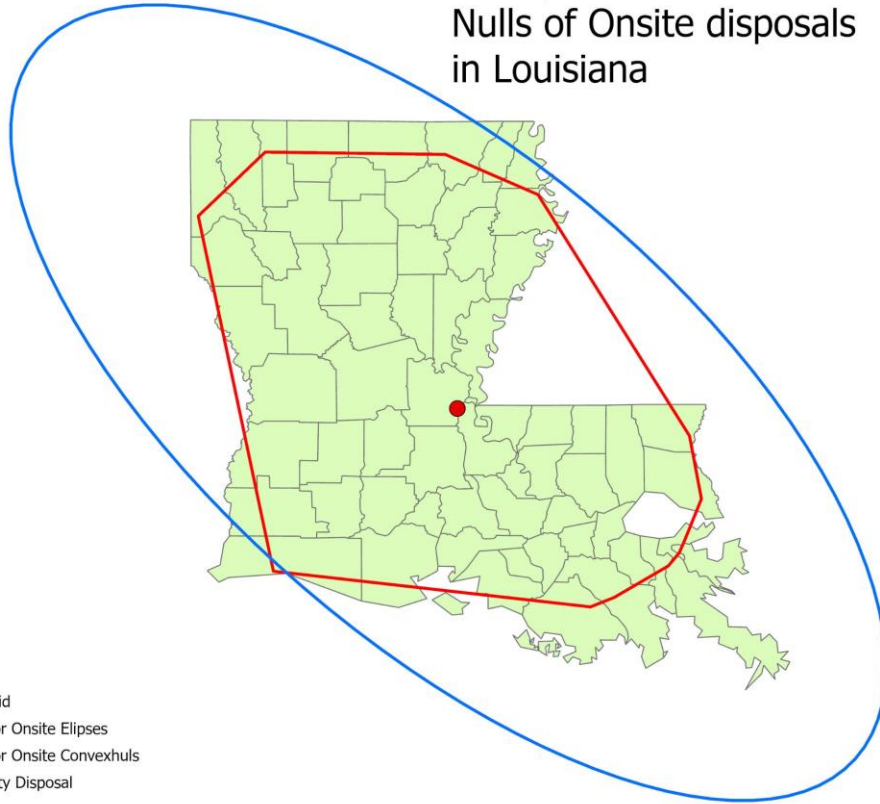 Nulls of Onsite disposals
in Louisiana
id
r Onsite Elipses
r Onsite Convexhuls
ty Disposal